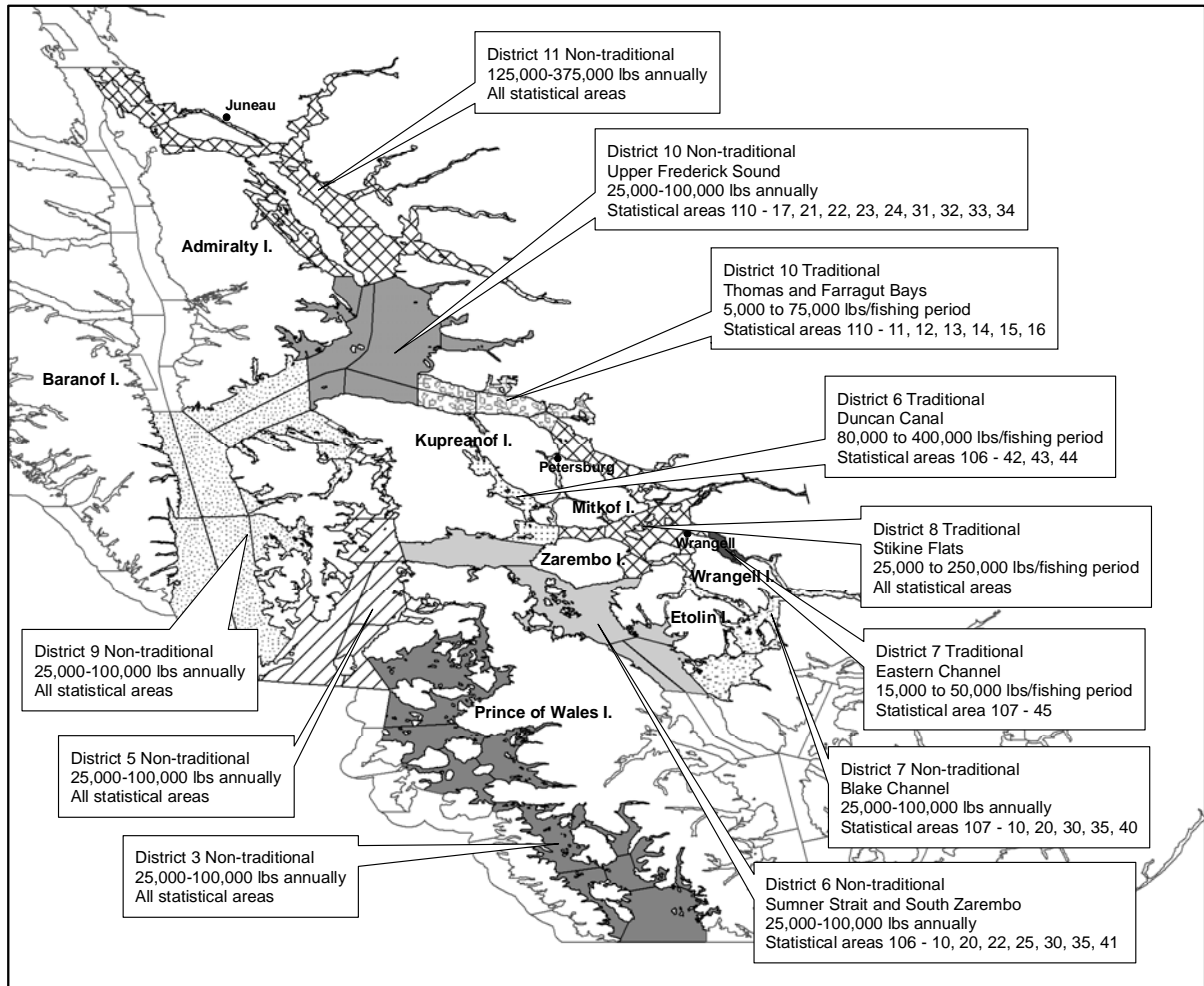 District 11 Non-traditional
125,000-375,000 lbs annually
All statistical areas
Juneau
District 10 Non-traditional
Upper Frederick Sound
25,000-100,000 lbs annually
Statistical areas 110 - 17, 21, 22, 23, 24, 31, 32, 33, 34
Admiralty I.
District 10 Traditional
Thomas and Farragut Bays
5,000 to 75,000 lbs/fishing period
Statistical areas 110 - 11, 12, 13, 14, 15, 16
Baranof I.
District 6 Traditional
Duncan Canal
80,000 to 400,000 lbs/fishing period
Statistical areas 106 - 42, 43, 44
Kupreanof I.
Petersburg
Mitkof I.
District 8 Traditional
Stikine Flats
25,000 to 250,000 lbs/fishing period
All statistical areas
Wrangell
Zarembo I.
Wrangell I.
Etolin I.
District 9 Non-traditional
25,000-100,000 lbs annually
All statistical areas
District 7 Traditional
Eastern Channel
15,000 to 50,000 lbs/fishing period
Statistical area 107 - 45
Prince of Wales I.
District 5 Non-traditional
25,000-100,000 lbs annually
All statistical areas
District 7 Non-traditional
Blake Channel
25,000-100,000 lbs annually
Statistical areas 107 - 10, 20, 30, 35, 40
District 3 Non-traditional
25,000-100,000 lbs annually
All statistical areas
District 6 Non-traditional
Sumner Strait and South Zarembo
25,000-100,000 lbs annually
Statistical areas 106 - 10, 20, 22, 25, 30, 35, 41